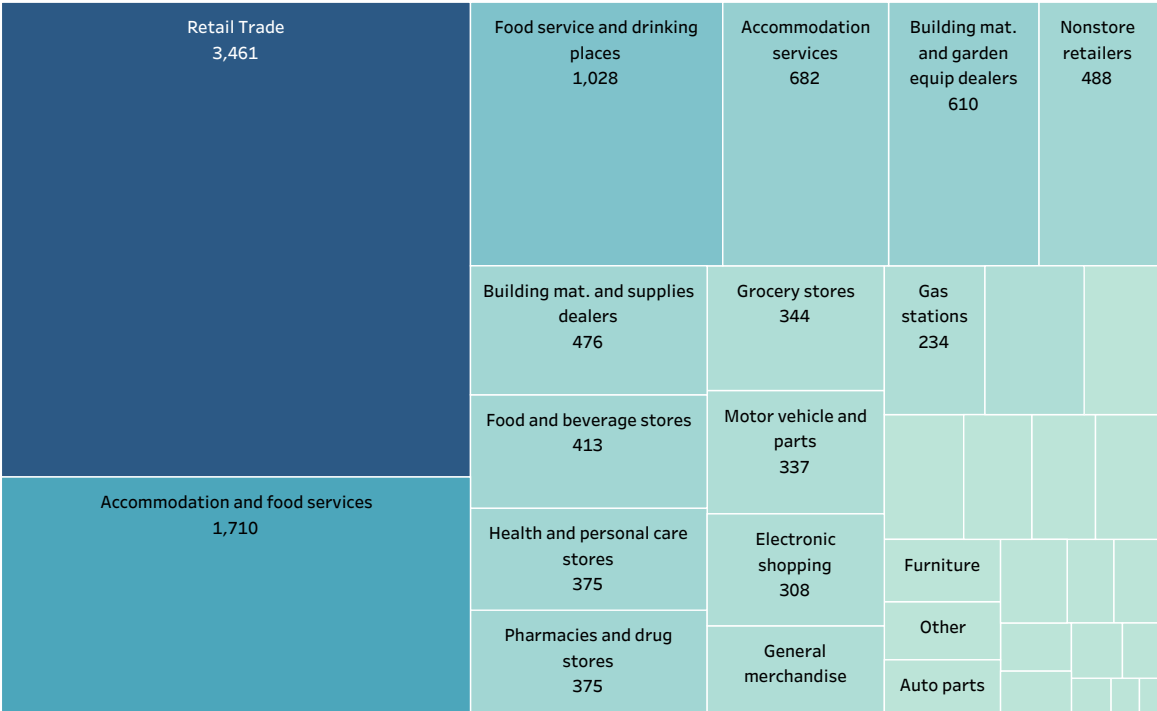 Retail Trade
3,461
Accommodation and food services
1,710
Food service and drinking
places
1,028
Accommodation
services
682
Building mat.
and garden
equip dealers
610
Nonstore
retailers
488
Building mat. and supplies
dealers
476
Food and beverage stores
413
Health and personal care
stores
375
Pharmacies and drug
stores
375
Grocery stores
344
Motor vehicle and
parts
337
Electronic
shopping
308
General
merchandise
Gas
stations
234
Furniture
Other
Auto parts